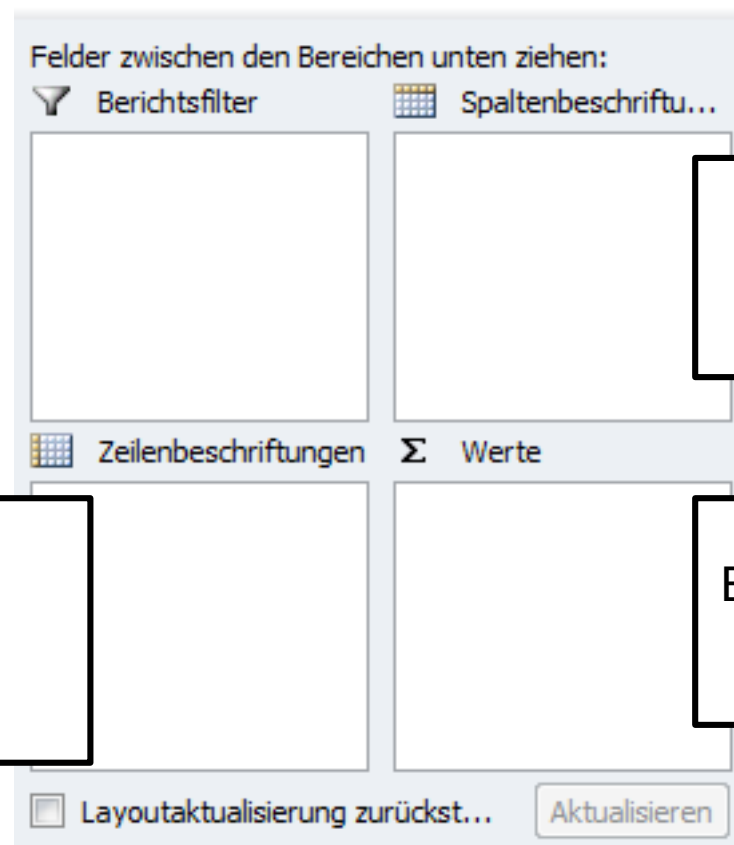 Felder zwischen den Bereichen unten ziehen:
Berichtsfilter
Spaltenbeschriftu...
Zeilenbeschriftungen
Σ Werte
Layoutaktualisierung zurückst...
Aktualisieren